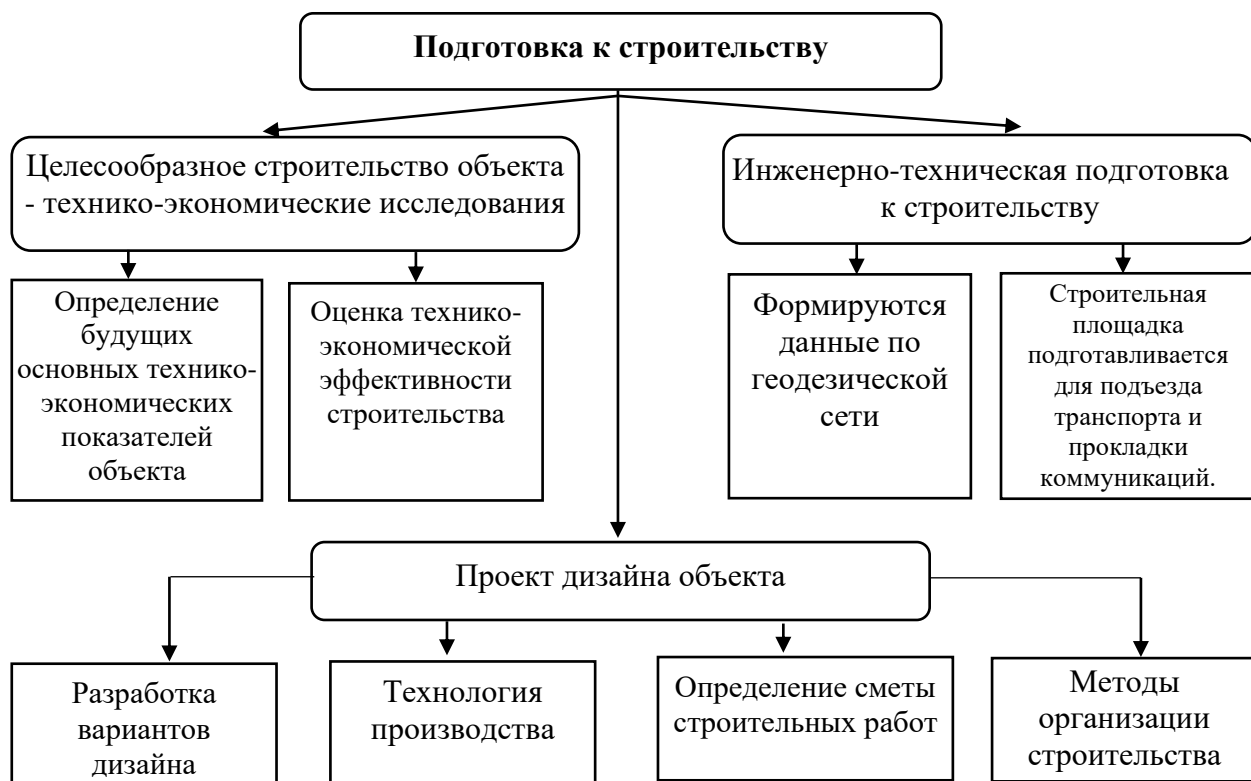 Подготовка к строительству
Целесообразное строительство объекта
- технико-экономические исследования
Инженерно-техническая подготовка
к строительству
Определение
будущих
основных технико-
экономических
показателей
объекта
Оценка технико-
экономической
эффективности
строительства
Формируются
данные по
геодезической
сети
Строительная
площадка
подготавливается
для подъезда
транспорта и
прокладки
коммуникаций.
Проект дизайна объекта
Разработка
вариантов
дизайна
Технология
производства
Определение сметы
строительных работ
Методы
организации
строительства